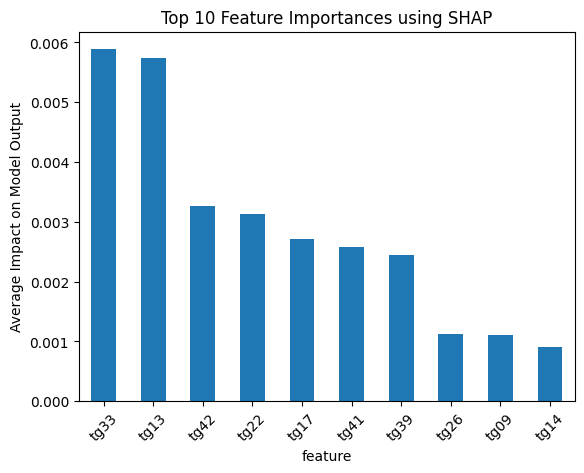 Top 10 Feature Importances using SHAP
Average Impact on Model Output
0.006
0.005
0.004
0.003
0.002
0.001
0.000
tg33 tg13 tg42 tg22 tg17 tg41 tg39 tg26 tg09 tg14
feature